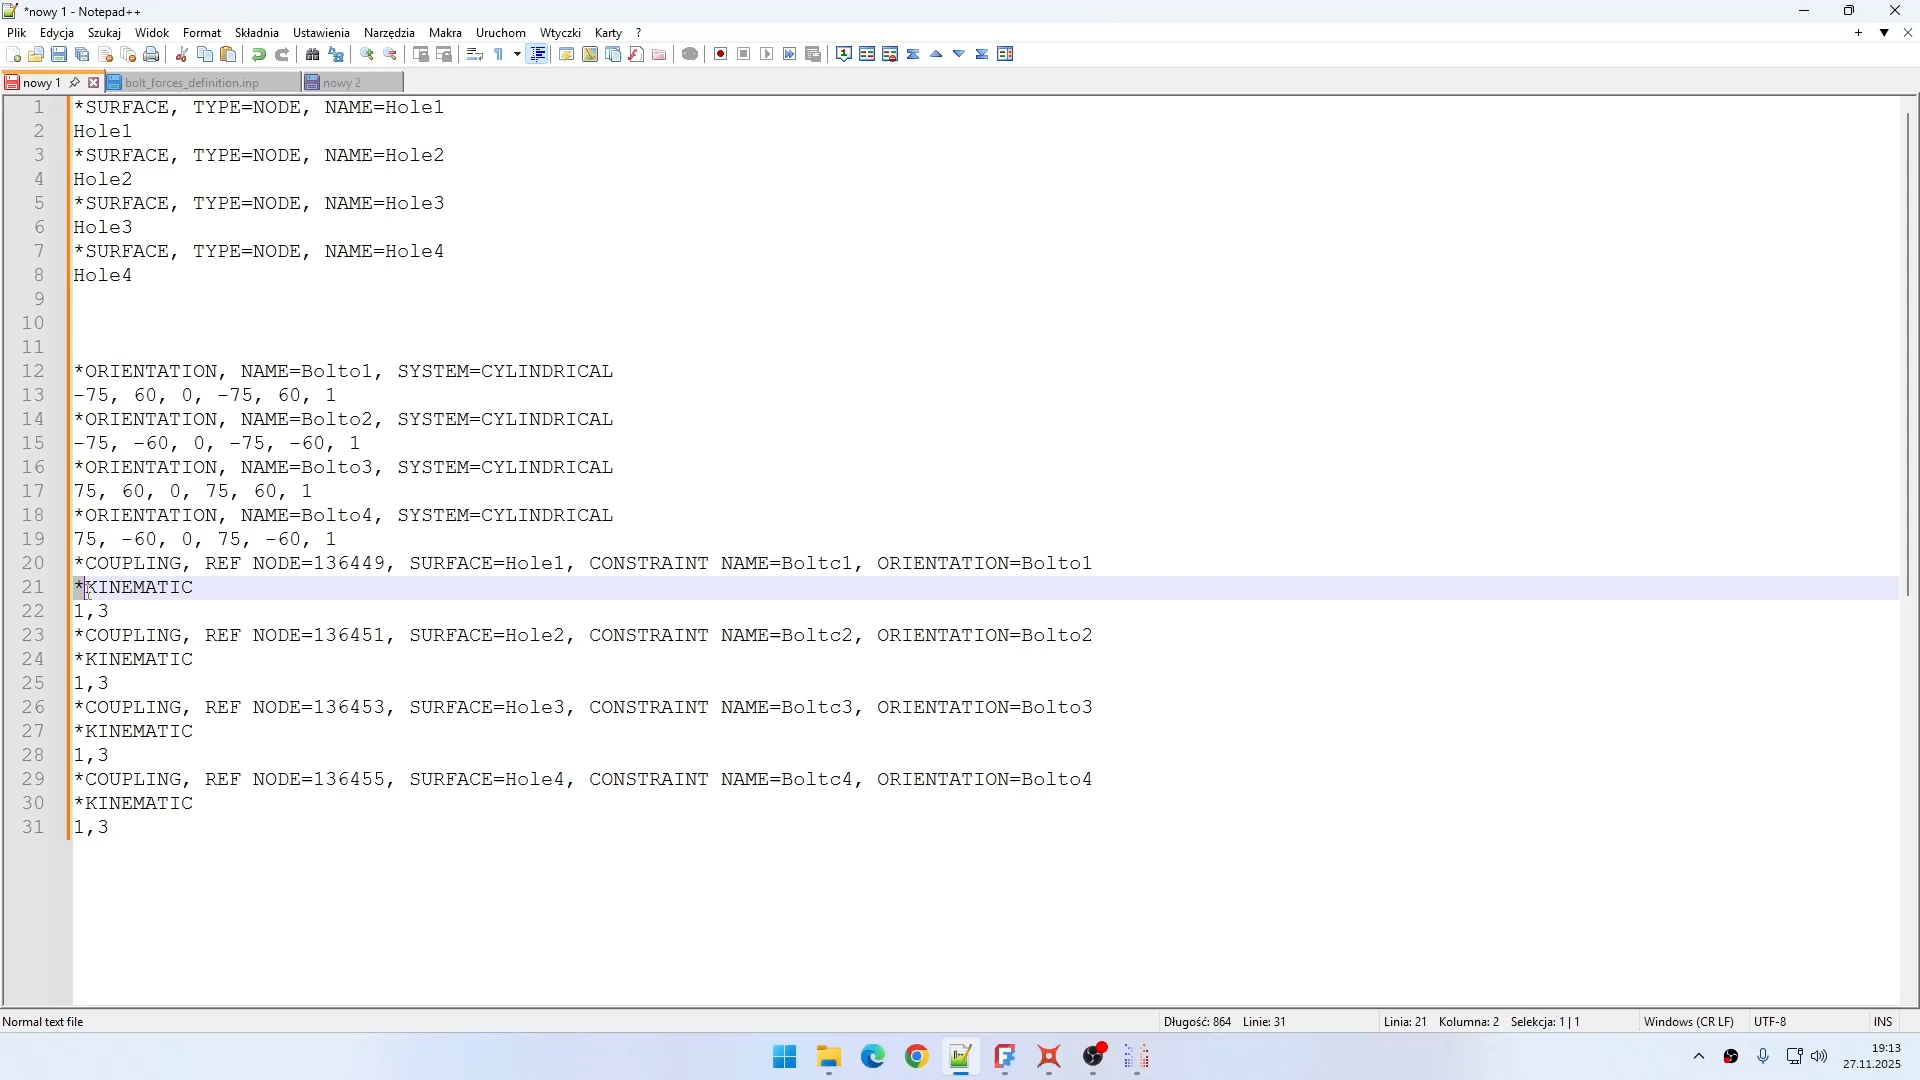 *nowy 1 - Notepad++
Plik Edycja Szukaj Widok Format Składnia Ustawienia Narzędzia Makra Uruchom Wtyczki Karty ?
nowy 1 bolt_forces_definition.inp nowy 2
1 *SURFACE, TYPE=NODE, NAME=Hole1
2 Hole1
3 *SURFACE, TYPE=NODE, NAME=Hole2
4 Hole2
5 *SURFACE, TYPE=NODE, NAME=Hole3
6 Hole3
7 *SURFACE, TYPE=NODE, NAME=Hole4
8 Hole4
9
10
11
12 *ORIENTATION, NAME=Bolto1, SYSTEM=CYLINDRICAL
13 -75, 60, 0, -75, 60, 1
14 *ORIENTATION, NAME=Bolto2, SYSTEM=CYLINDRICAL
15 -75, -60, 0, -75, -60, 1
16 *ORIENTATION, NAME=Bolto3, SYSTEM=CYLINDRICAL
17 75, 60, 0, 75, 60, 1
18 *ORIENTATION, NAME=Bolto4, SYSTEM=CYLINDRICAL
19 75, -60, 0, 75, -60, 1
20 *COUPLING, REF NODE=136449, SURFACE=Hole1, CONSTRAINT NAME=Boltc1, ORIENTATION=Bolto1
21 *KINEMATIC
22 1,3
23 *COUPLING, REF NODE=136451, SURFACE=Hole2, CONSTRAINT NAME=Boltc2, ORIENTATION=Bolto2
24 *KINEMATIC
25 1,3
26 *COUPLING, REF NODE=136453, SURFACE=Hole3, CONSTRAINT NAME=Boltc3, ORIENTATION=Bolto3
27 *KINEMATIC
28 1,3
29 *COUPLING, REF NODE=136455, SURFACE=Hole4, CONSTRAINT NAME=Boltc4, ORIENTATION=Bolto4
30 *KINEMATIC
31 1,3
Normal text file Długość: 864 Linie: 31 Linia: 21 Kolumna: 2 Selekcja: 1 | 1 Windows (CR LF) UTF-8 INS
19:13
27.11.2025